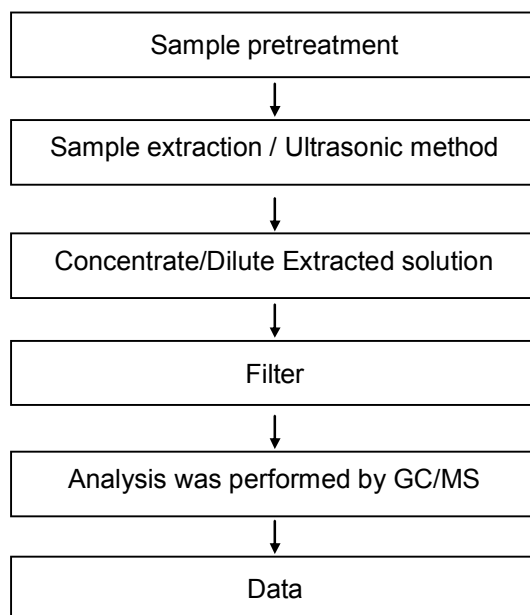 Sample pretreatment
Sample extraction / Ultrasonic method
Concentrate/Dilute Extracted solution
Filter
Analysis was performed by GC/MS
Data